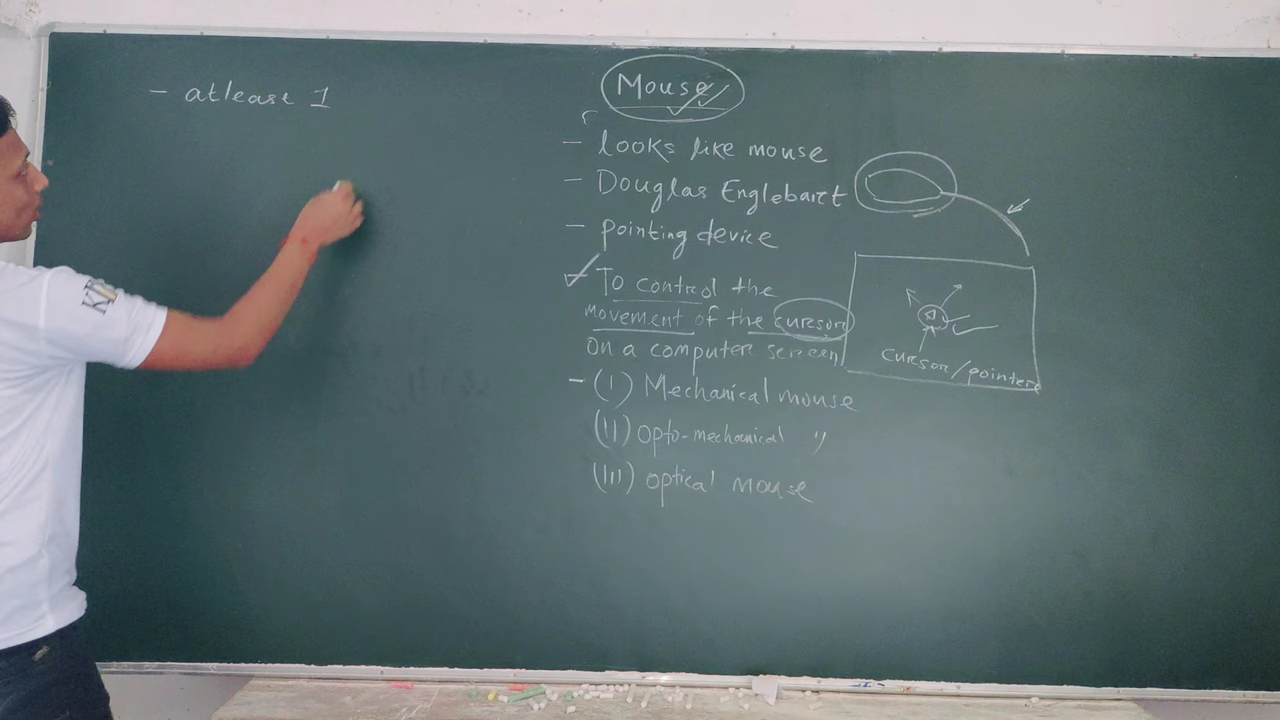 - atleast 1
Mouse
- looks like mouse
- Douglas Englebart
- pointing device
To control the
movement of the cursor
on a computer screen
- (I) Mechanical mouse
(II) Opto-mechanical "
(III) optical mouse
cursor/pointer